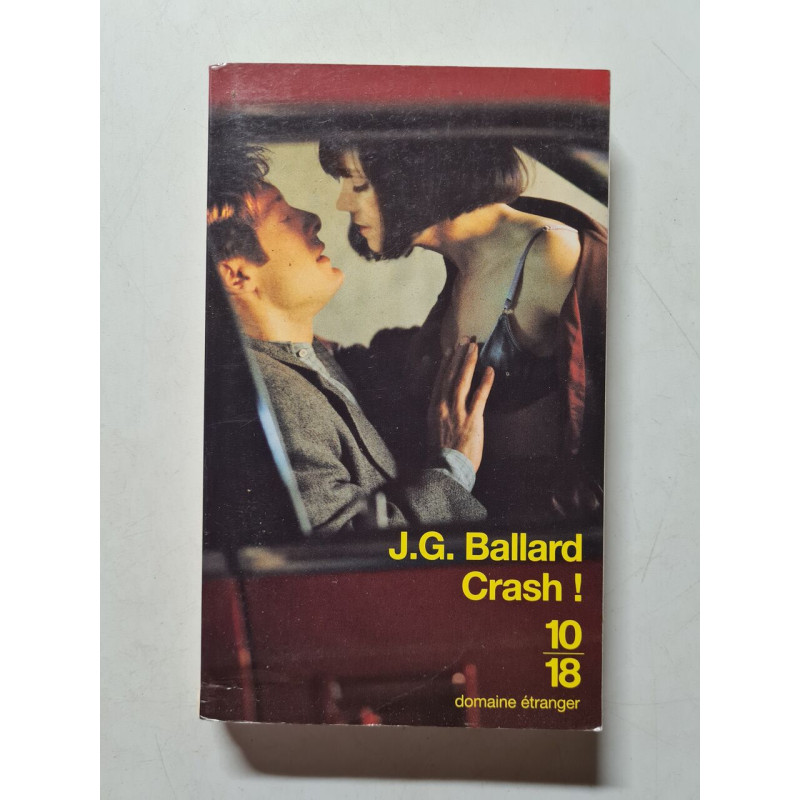 J.G. Ballard
Crash !
10
18
domaine étranger